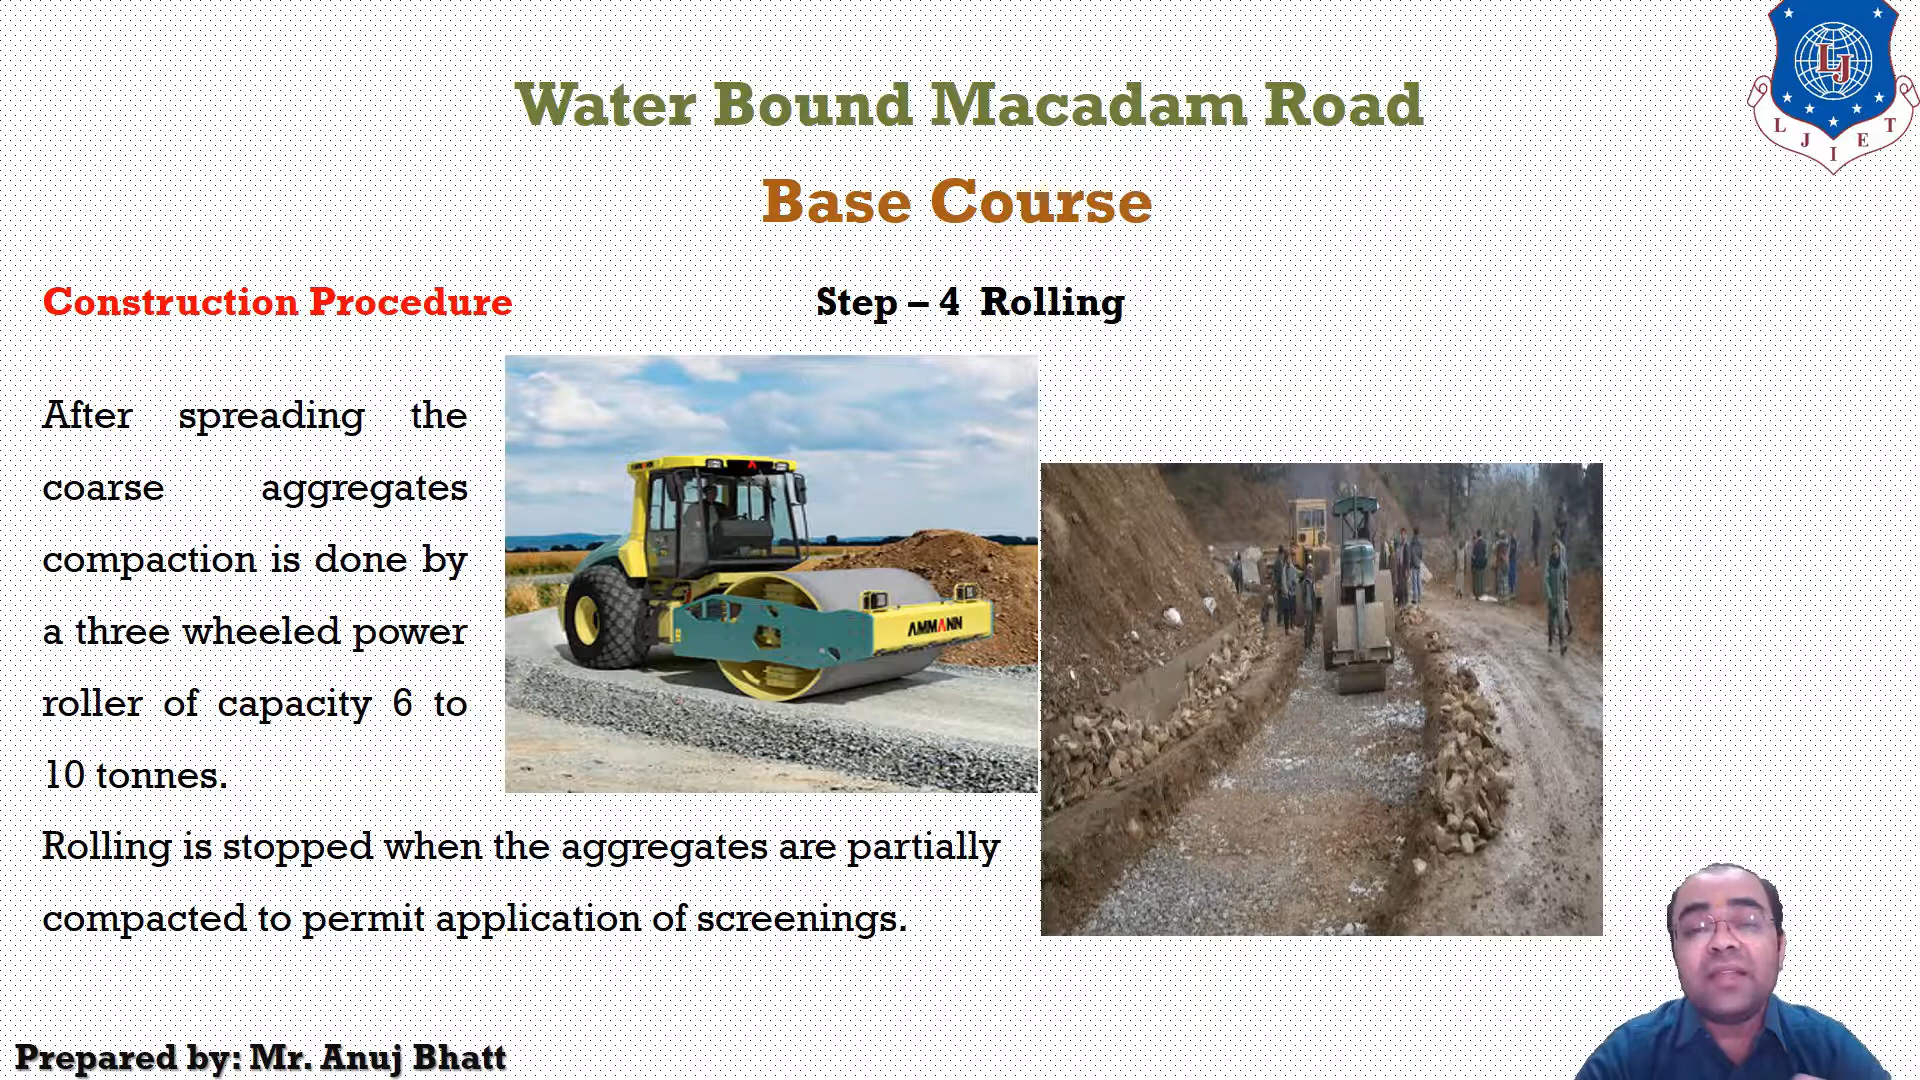 Water Bound Macadam Road
Base Course
Construction Procedure
Step – 4 Rolling
After spreading the
coarse aggregates
compaction is done by
a three wheeled power
roller of capacity 6 to
10 tonnes.
Rolling is stopped when the aggregates are partially
compacted to permit application of screenings.
AMMANN
LJ
L J I E T
Prepared by: Mr. Anuj Bhatt